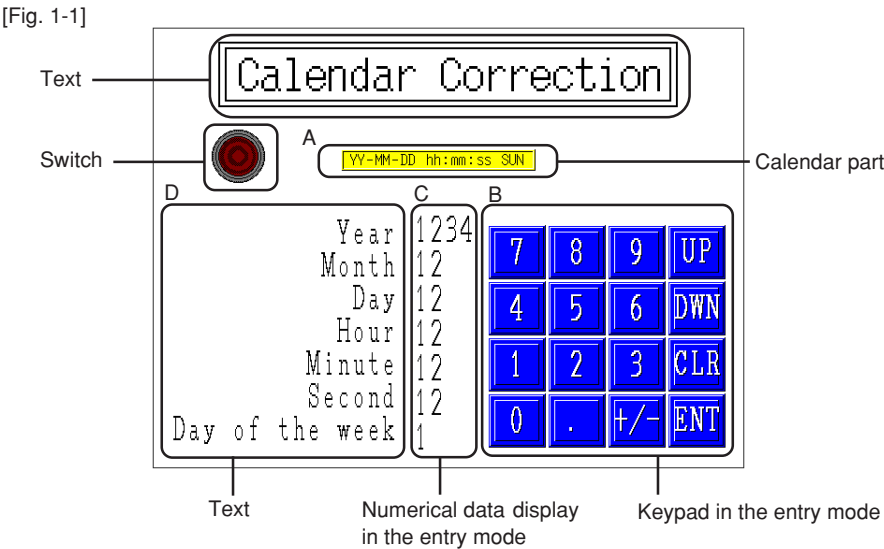 [Fig. 1-1]
Text
Calendar Correction
Switch
A
YY-MM-DD hh:mm:ss SUN
Calendar part
D
C
B
Year 1234
Month 12
Day 12
Hour 12
Minute 12
Second 12
Day of the week 1
7 8 9 UP
4 5 6 DWN
1 2 3 CLR
0 . +/- ENT
Text
Numerical data display
in the entry mode
Keypad in the entry mode